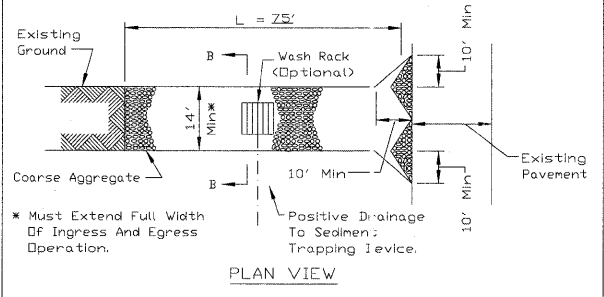 L = 75'
Existing
Ground
B
Wash Rack
(Optional)
10' Min
14'
Min*
Coarse Aggregate
B
10' Min
Existing
Pavement
10' Min
* Must Extend Full Width
Of Ingress And Egress
Operation.
Positive Drainage
To Sediment
Trapping Device.
PLAN VIEW